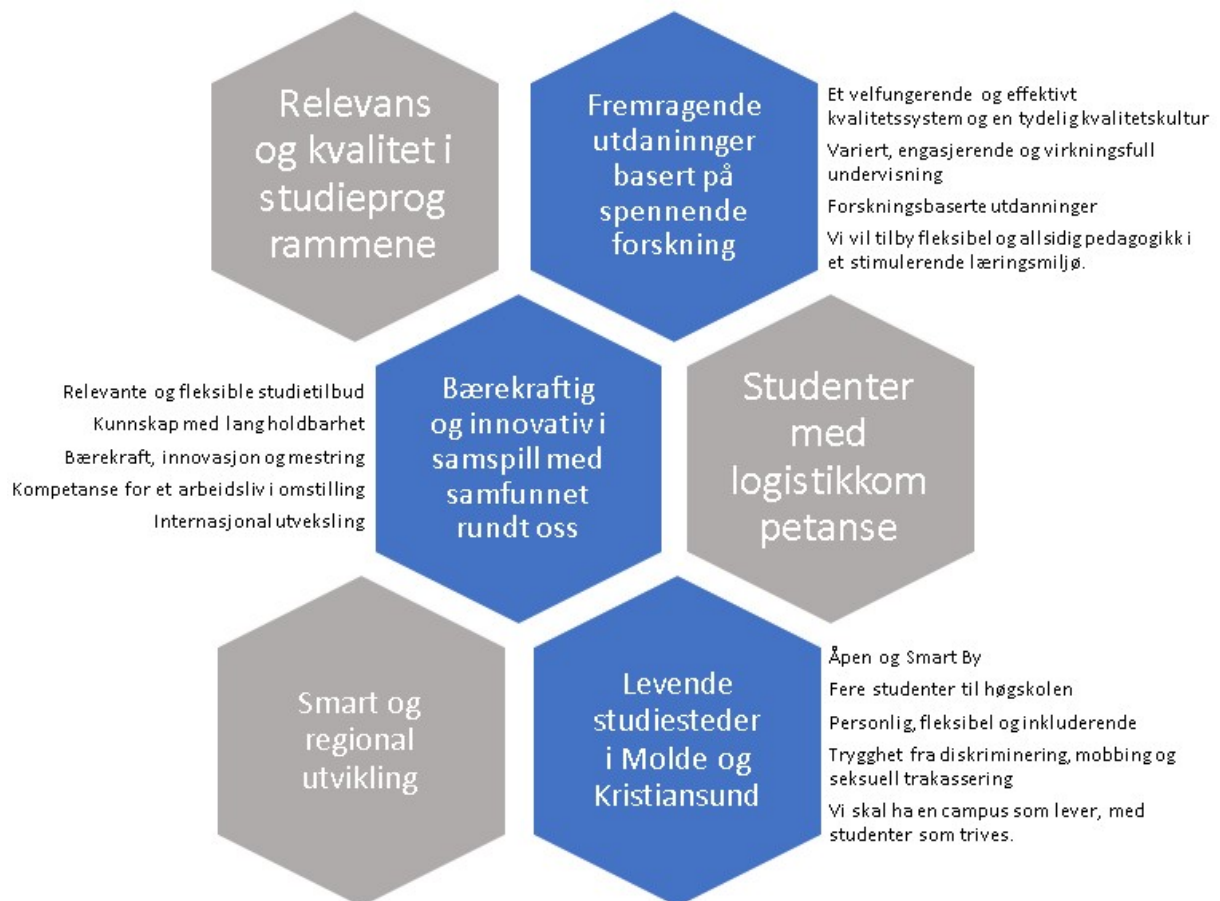 Relevans
og kvalitet i
studieprog
rammene
Fremragende
utdaninnger
basert på
spennende
forskning
Et velfungerende og effektivt
kvalitetssystem og en tydelig kvalitetskultur
Variert, engasjerende og virkningsfull
undervisning
Forskningsbaserte utdanninger
Vi vil tilby fleksibel og allsidig pedagogikk i
et stimulerende læringsmiljø.
Relevante og fleksible studietilbud
Kunnskap med lang holdbarhet
Bærekraft, innovasjon og mestring
Kompetanse for et arbeidsliv i omstilling
Internasjonal utveksling
Bærekraftig
og innovativ i
samspill med
samfunnet
rundt oss
Studenter
med
logistikkom
petanse
Smart og
regional
utvikling
Levende
studiesteder
i Molde og
Kristiansund
Åpen og Smart By
Fere studenter til høgskolen
Personlig, fleksibel og inkluderende
Trygghet fra diskriminering, mobbing og
seksuell trakassering
Vi skal ha en campus som lever, med
studenter som trives.